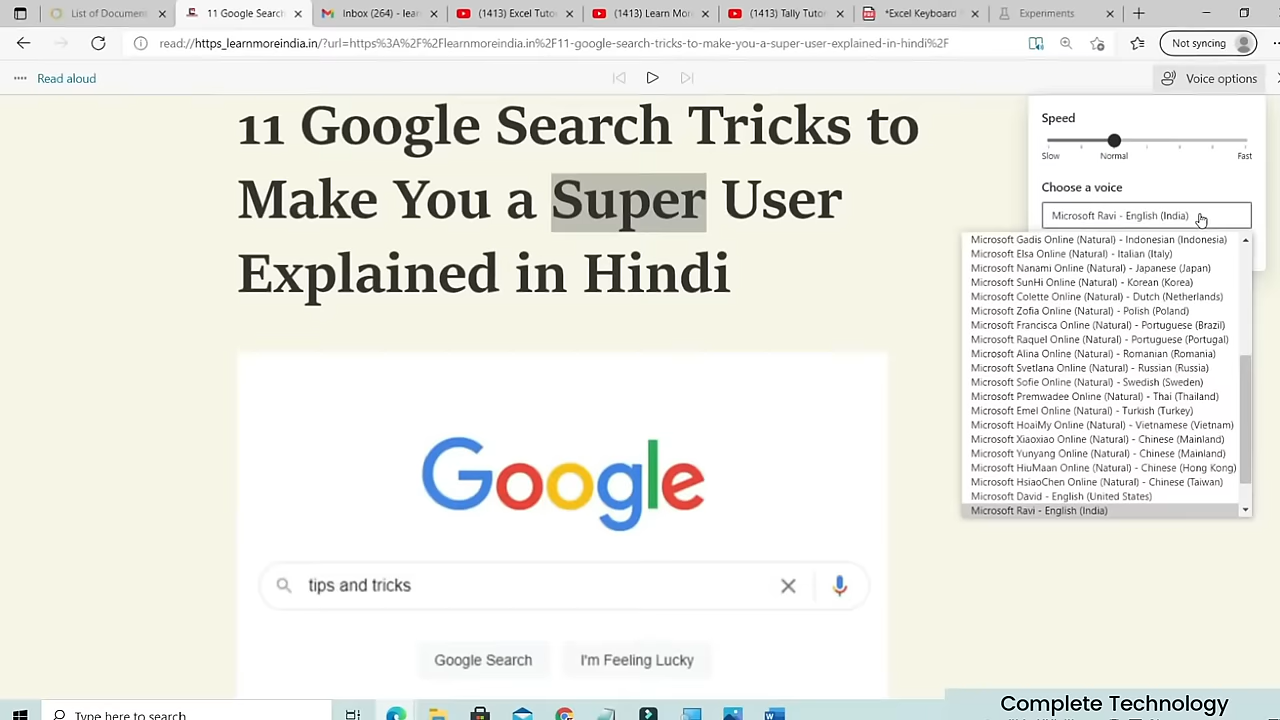 List of Document
11 Google Search
Inbox (264) - lear
(1413) Excel Tuto
(1413) Learn Mor
(1413) Tally Tutor
*Excel Keyboard
Experiments
read://https_learnmoreindia.in/?url=https%3A%2F%2Flearnmoreindia.in%2F11-google-search-tricks-to-make-you-a-super-user-explained-in-hindi%2F
Not syncing
Read aloud
Voice options
11 Google Search Tricks to
Make You a Super User
Explained in Hindi
Speed
Slow
Normal
Fast
Choose a voice
Microsoft Ravi - English (India)
Microsoft Gadis Online (Natural) - Indonesian (Indonesia)
Microsoft Elsa Online (Natural) - Italian (Italy)
Microsoft Nanami Online (Natural) - Japanese (Japan)
Microsoft SunHi Online (Natural) - Korean (Korea)
Microsoft Colette Online (Natural) - Dutch (Netherlands)
Microsoft Zofia Online (Natural) - Polish (Poland)
Microsoft Francisca Online (Natural) - Portuguese (Brazil)
Microsoft Raquel Online (Natural) - Portuguese (Portugal)
Microsoft Alina Online (Natural) - Romanian (Romania)
Microsoft Svetlana Online (Natural) - Russian (Russia)
Microsoft Sofie Online (Natural) - Swedish (Sweden)
Microsoft Premwadee Online (Natural) - Thai (Thailand)
Microsoft Emel Online (Natural) - Turkish (Turkey)
Microsoft HoaiMy Online (Natural) - Vietnamese (Vietnam)
Microsoft Xiaoxiao Online (Natural) - Chinese (Mainland)
Microsoft Yunyang Online (Natural) - Chinese (Mainland)
Microsoft HiuMaan Online (Natural) - Chinese (Hong Kong)
Microsoft HsiaoChen Online (Natural) - Chinese (Taiwan)
Microsoft David - English (United States)
Microsoft Ravi - English (India)
Google
tips and tricks
Google Search
I'm Feeling Lucky
Type here to search
Complete Technology